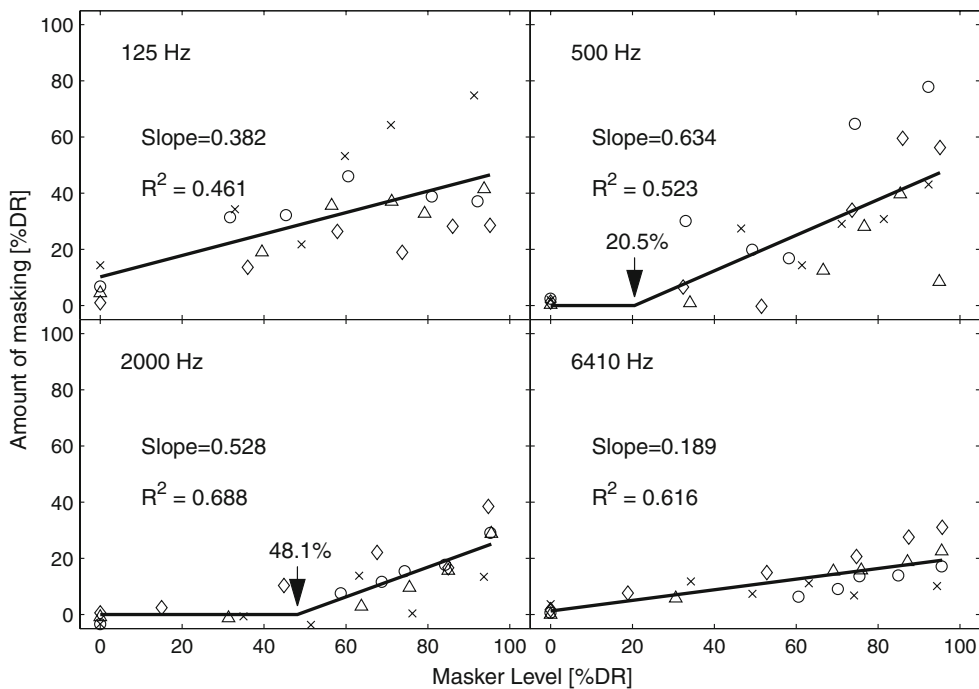 125 Hz
Slope=0.382
R² = 0.461
500 Hz
Slope=0.634
R² = 0.523
20.5%
2000 Hz
Slope=0.528
R² = 0.688
48.1%
6410 Hz
Slope=0.189
R² = 0.616
100
80
60
40
20
0
100
80
60
40
20
0
0 20 40 60 80 100
0 20 40 60 80 100
Amount of masking [%DR]
Masker Level [%DR]